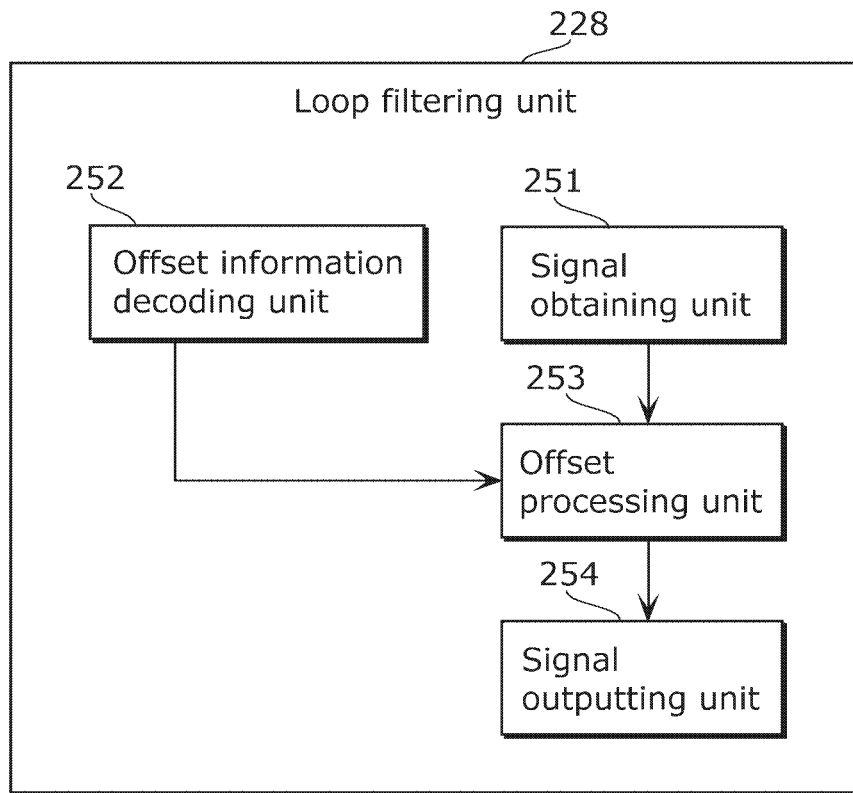 228
Loop filtering unit
252
251
Offset information
decoding unit
Signal
obtaining unit
253
Offset
processing unit
254
Signal
outputting unit